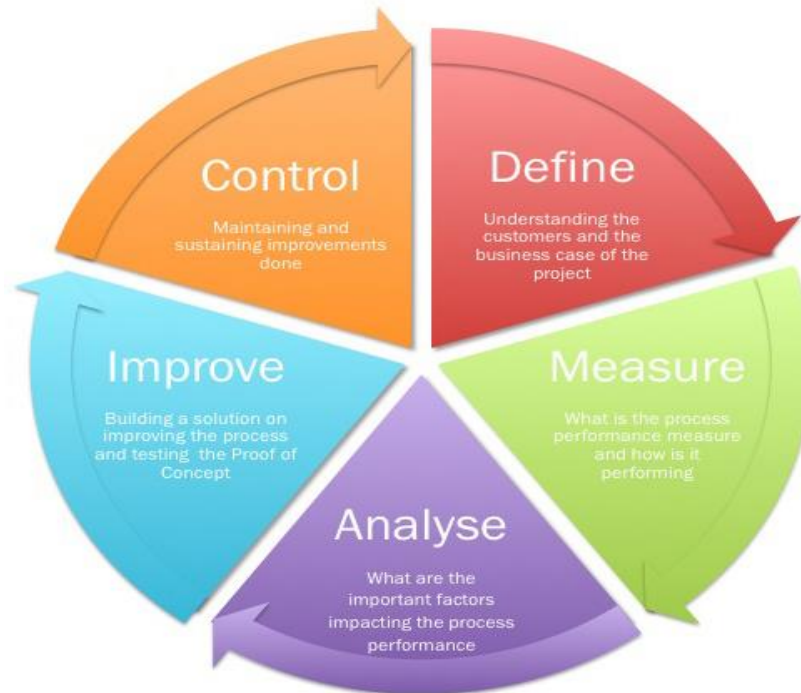 Define
Understanding the
customers and the
business case of the
project
Measure
What is the process
performance measure
and how is it
performing
Analyse
What are the
important factors
impacting the process
performance
Improve
Building a solution on
improving the process
and testing the Proof of
Concept
Control
Maintaining and
sustaining improvements
done